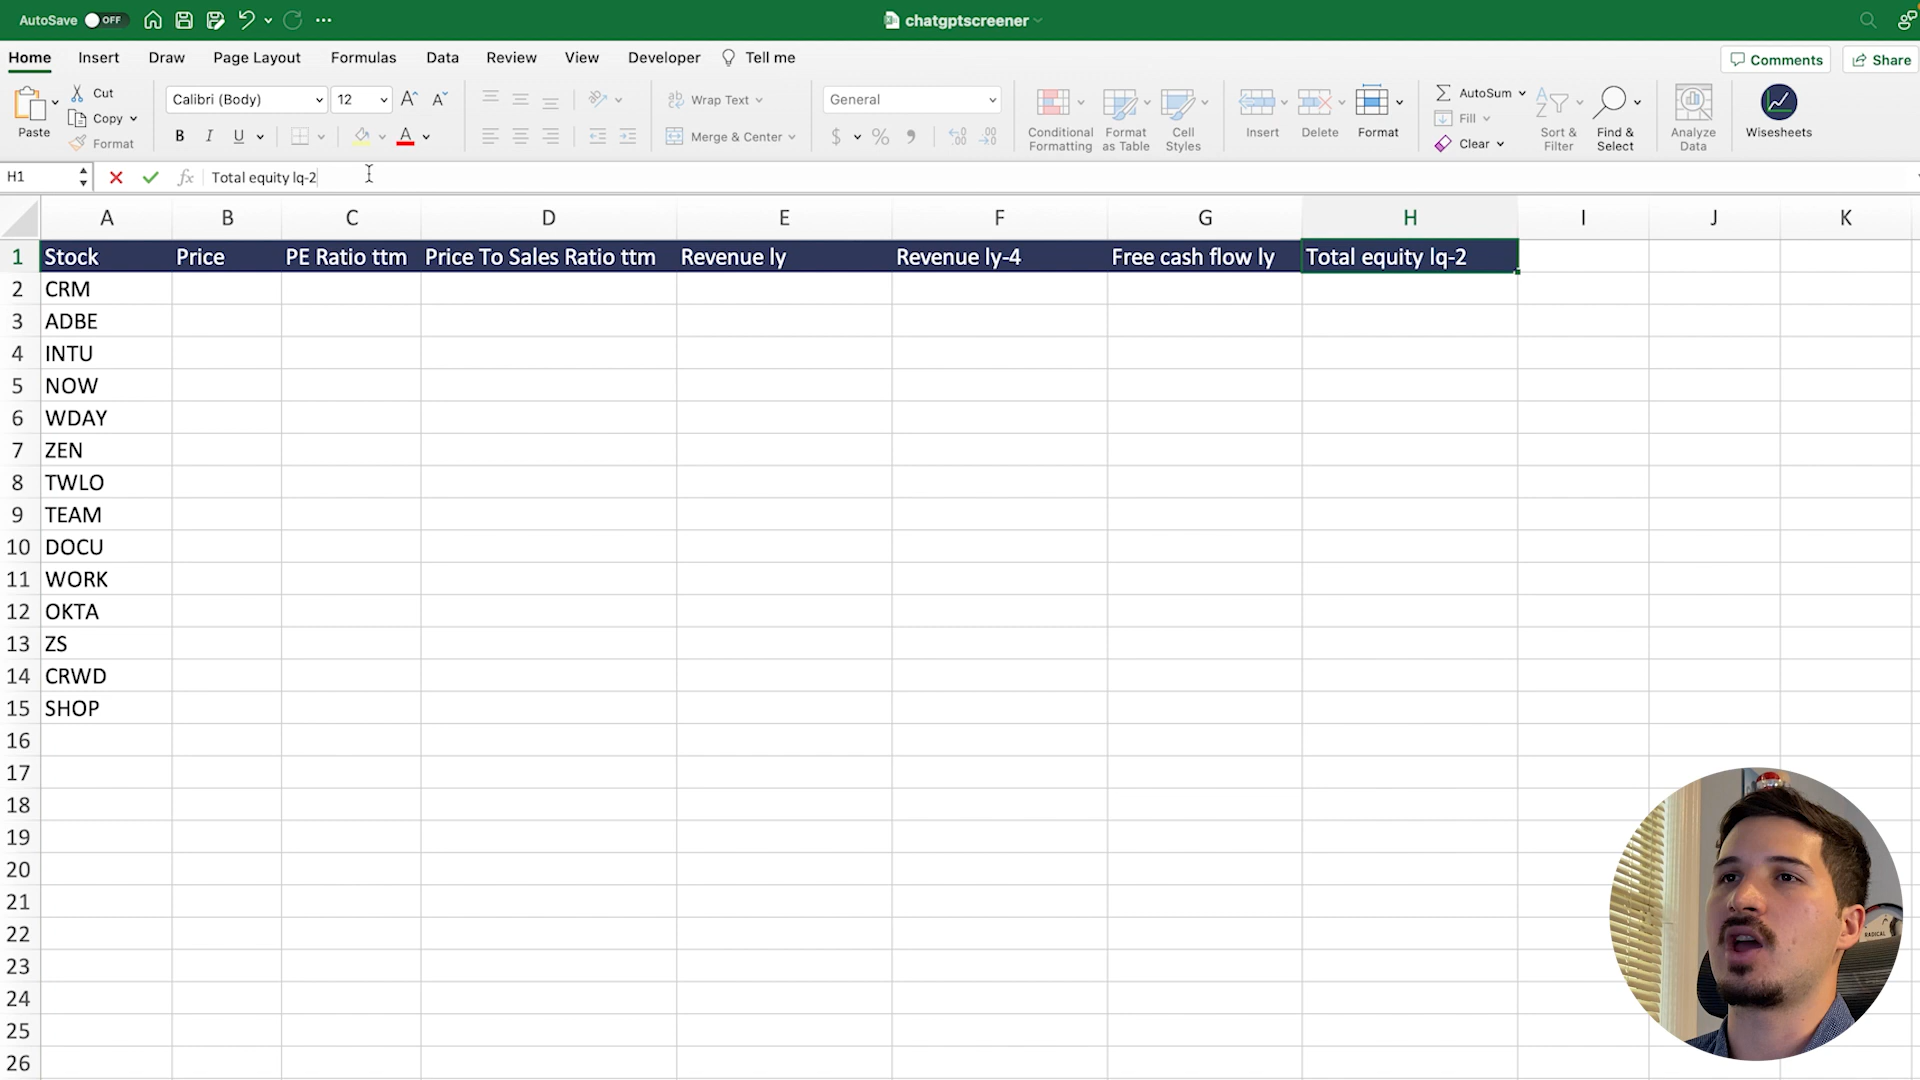 AutoSave OFF
chatgptscreener
Home Insert Draw Page Layout Formulas Data Review View Developer Tell me
Comments Share
Paste
Cut
Copy
Format
Calibri (Body) 12
A A
B I U A
ab Wrap Text
Merge & Center
General
$ % 9
Conditional Formatting
Format as Table
Cell Styles
Insert
Delete
Format
AutoSum
Fill
Clear
Sort & Filter
Find & Select
Analyze Data
Wisesheets
H1 fx Total equity lq-2
A B C D E F G H I J K
1 Stock Price PE Ratio ttm Price To Sales Ratio ttm Revenue ly Revenue ly-4 Free cash flow ly Total equity lq-2
2 CRM
3 ADBE
4 INTU
5 NOW
6 WDAY
7 ZEN
8 TWLO
9 TEAM
10 DOCU
11 WORK
12 OKTA
13 ZS
14 CRWD
15 SHOP
16
17
18
19
20
21
22
23
24
25
26
RADICAL